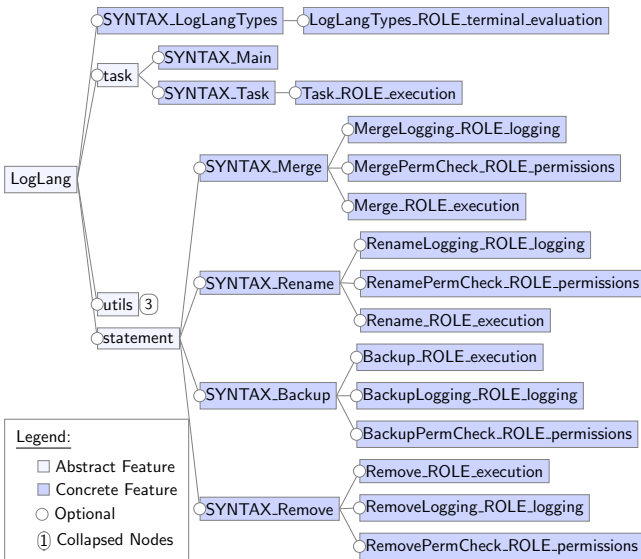 SYNTAX_LogLangTypes
LogLangTypes_ROLE_terminal_evaluation
task
SYNTAX_Main
SYNTAX_Task
Task_ROLE_execution
LogLang
SYNTAX_Merge
MergeLogging_ROLE_logging
MergePermCheck_ROLE_permissions
Merge_ROLE_execution
SYNTAX_Rename
RenameLogging_ROLE_logging
RenamePermCheck_ROLE_permissions
Rename_ROLE_execution
utils 3
statement
SYNTAX_Backup
Backup_ROLE_execution
BackupLogging_ROLE_logging
BackupPermCheck_ROLE_permissions
SYNTAX_Remove
Remove_ROLE_execution
RemoveLogging_ROLE_logging
RemovePermCheck_ROLE_permissions
Legend:
Abstract Feature
Concrete Feature
Optional
1 Collapsed Nodes